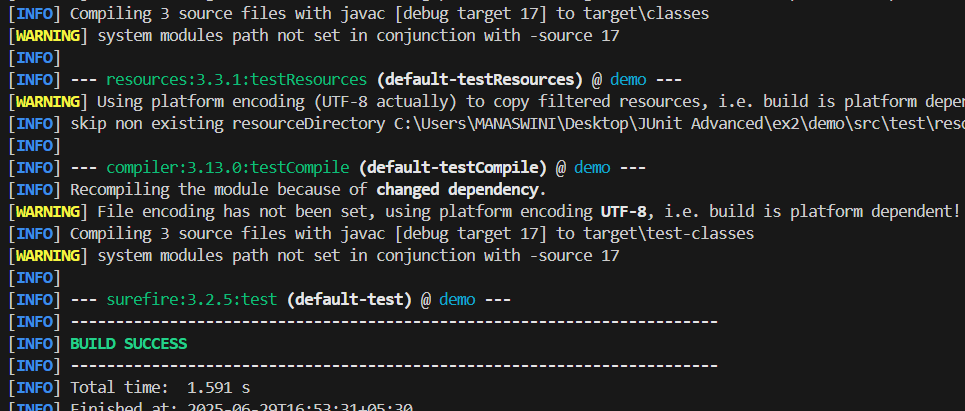 [INFO] Compiling 3 source files with javac [debug target 17] to target\classes
[WARNING] system modules path not set in conjunction with -source 17
[INFO]
[INFO] --- resources:3.3.1:testResources (default-testResources) @ demo ---
[WARNING] Using platform encoding (UTF-8 actually) to copy filtered resources, i.e. build is platform depen
[INFO] skip non existing resourceDirectory C:\Users\MANASWINI\Desktop\JUnit Advanced\ex2\demo\src\test\reso
[INFO]
[INFO] --- compiler:3.13.0:testCompile (default-testCompile) @ demo ---
[INFO] Recompiling the module because of changed dependency.
[WARNING] File encoding has not been set, using platform encoding UTF-8, i.e. build is platform dependent!
[INFO] Compiling 3 source files with javac [debug target 17] to target\test-classes
[WARNING] system modules path not set in conjunction with -source 17
[INFO]
[INFO] --- surefire:3.2.5:test (default-test) @ demo ---
[INFO] ------------------------------------------------------------------------
[INFO] BUILD SUCCESS
[INFO] ------------------------------------------------------------------------
[INFO] Total time:  1.591 s
[INFO] Finished at: 2025-06-29T16:53:31+05:30